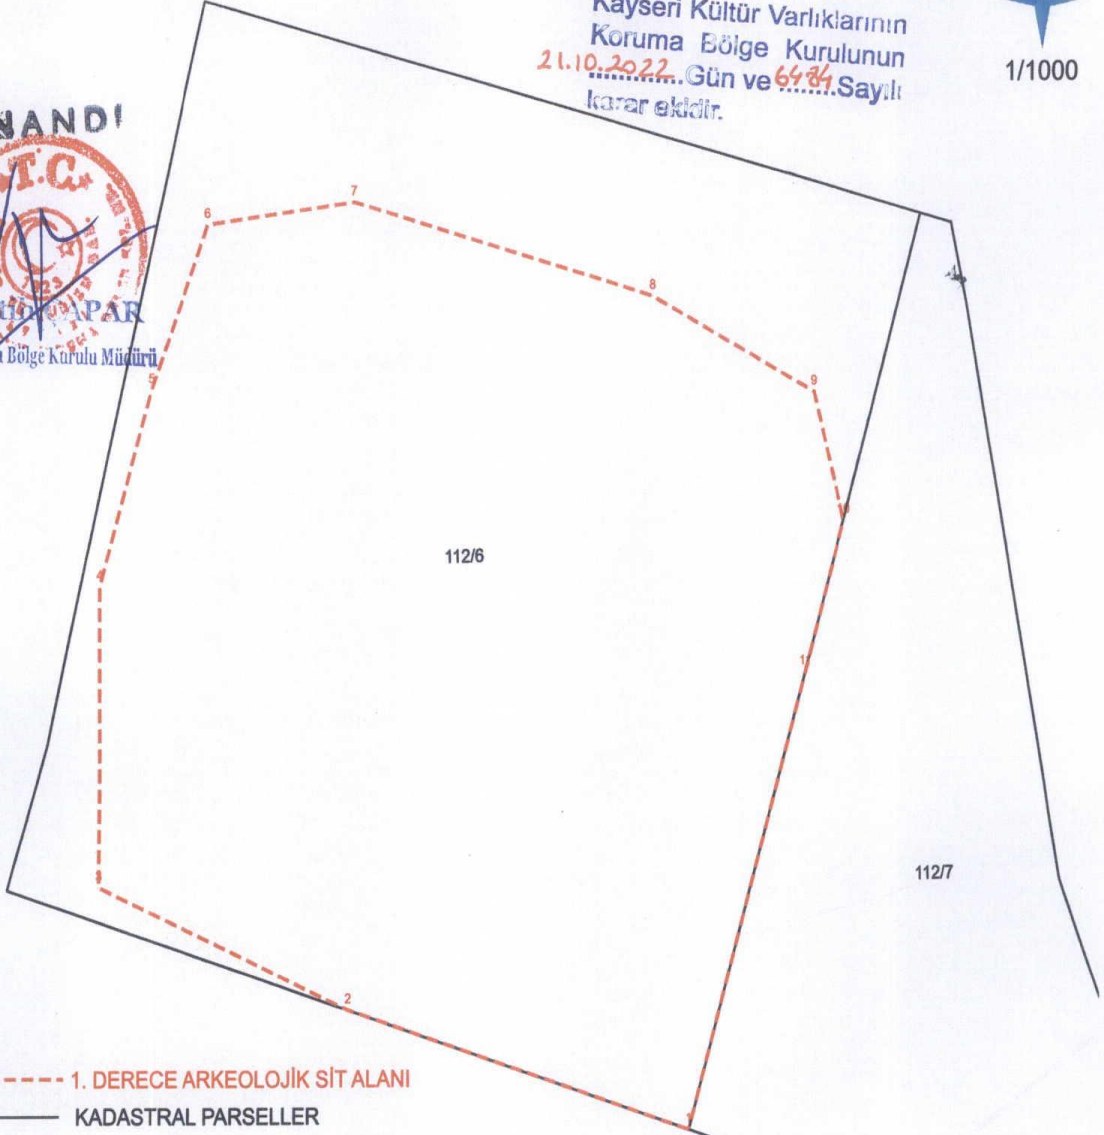 Kayseri Kültür Varlıklarının
Koruma Bölge Kurulunun
21.10.2022 Gün ve 6484 Sayılı
karar ekidir.
1/1000
NANDI
T.C.
1923
APAR
Bölge Kurulu Müdürü
7
6
8
5
9
112/6
4
11
112/7
3
2
1
1. DERECE ARKEOLOJİK SİT ALANI
KADASTRAL PARSELLER